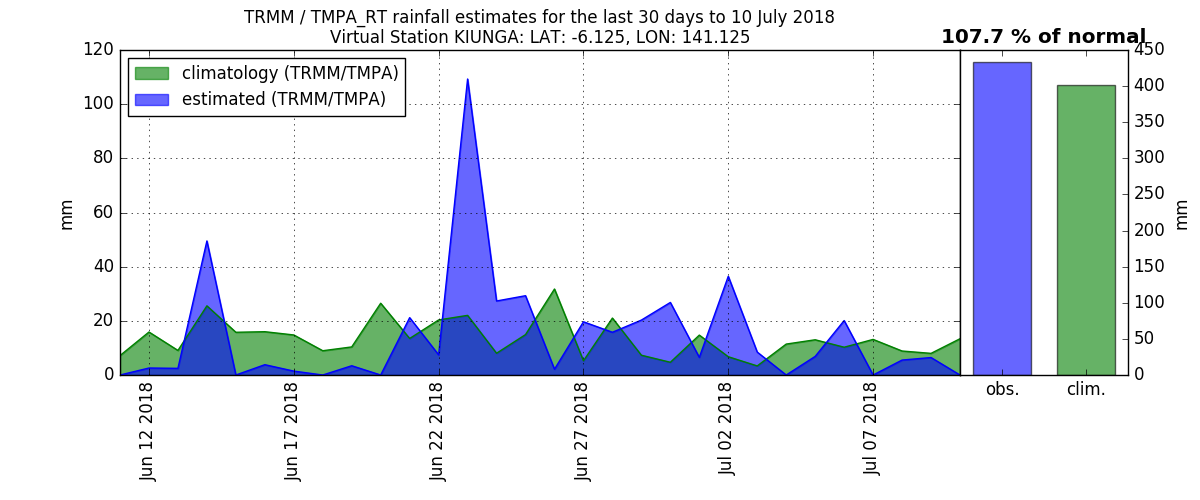 TRMM / TMPA_RT rainfall estimates for the last 30 days to 10 July 2018
Virtual Station KIUNGA: LAT: -6.125, LON: 141.125
107.7 % of normal
climatology (TRMM/TMPA)
estimated (TRMM/TMPA)
mm
120
100
80
60
40
20
0
Jun 12 2018
Jun 17 2018
Jun 22 2018
Jun 27 2018
Jul 02 2018
Jul 07 2018
obs.
clim.
450
400
350
300
250
200
150
100
50
0
mm